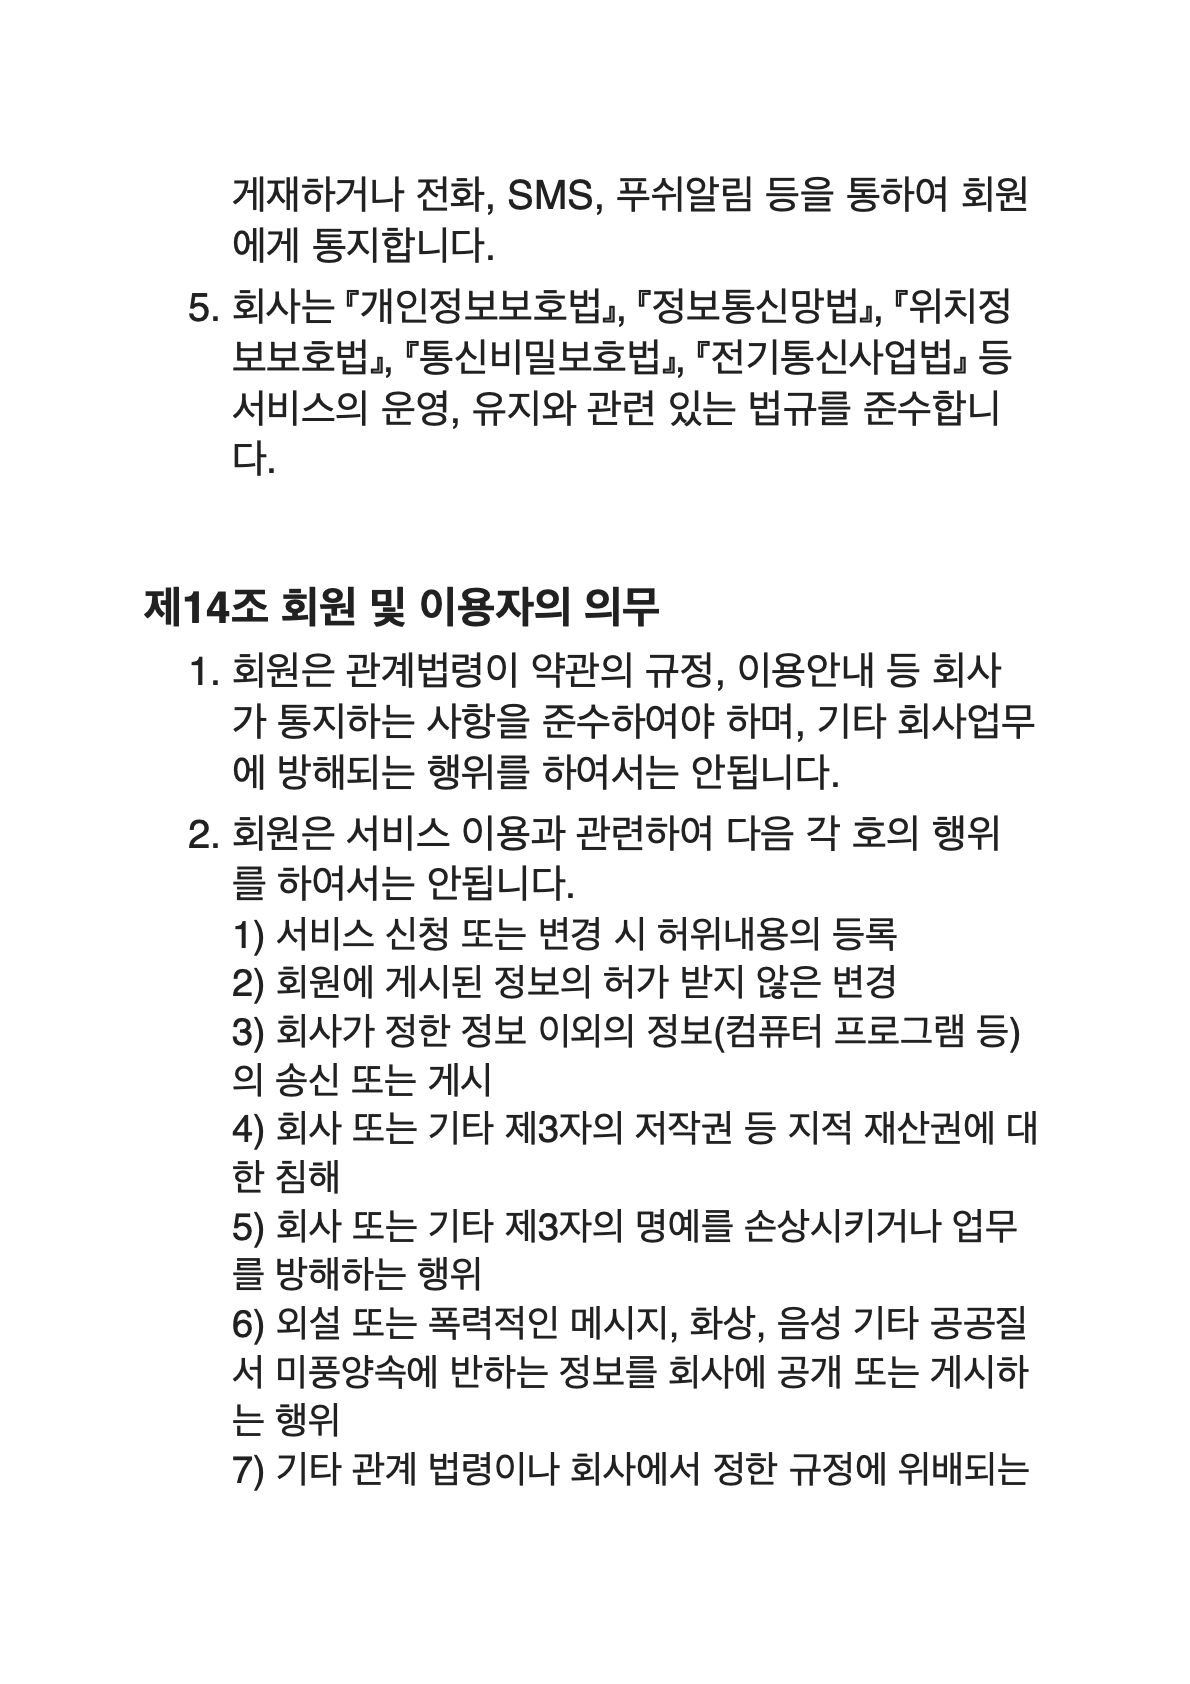 게재하거나 전화, SMS, 푸쉬알림 등을 통하여 회원
에게 통지합니다.
5. 회사는『개인정보보호법』,『정보통신망법』,『위치정
보보호법』,『통신비밀보호법』,『전기통신사업법』등
서비스의 운영, 유지와 관련 있는 법규를 준수합니
다.
제14조 회원 및 이용자의 의무
1. 회원은 관계법령이 약관의 규정, 이용안내 등 회사
가 통지하는 사항을 준수하여야 하며, 기타 회사업무
에 방해되는 행위를 하여서는 안됩니다.
2. 회원은 서비스 이용과 관련하여 다음 각 호의 행위
를 하여서는 안됩니다.
1) 서비스 신청 또는 변경 시 허위내용의 등록
2) 회원에 게시된 정보의 허가 받지 않은 변경
3) 회사가 정한 정보 이외의 정보(컴퓨터 프로그램 등)
의 송신 또는 게시
4) 회사 또는 기타 제3자의 저작권 등 지적 재산권에 대
한 침해
5) 회사 또는 기타 제3자의 명예를 손상시키거나 업무
를 방해하는 행위
6) 외설 또는 폭력적인 메시지, 화상, 음성 기타 공공질
서 미풍양속에 반하는 정보를 회사에 공개 또는 게시하
는 행위
7) 기타 관계 법령이나 회사에서 정한 규정에 위배되는